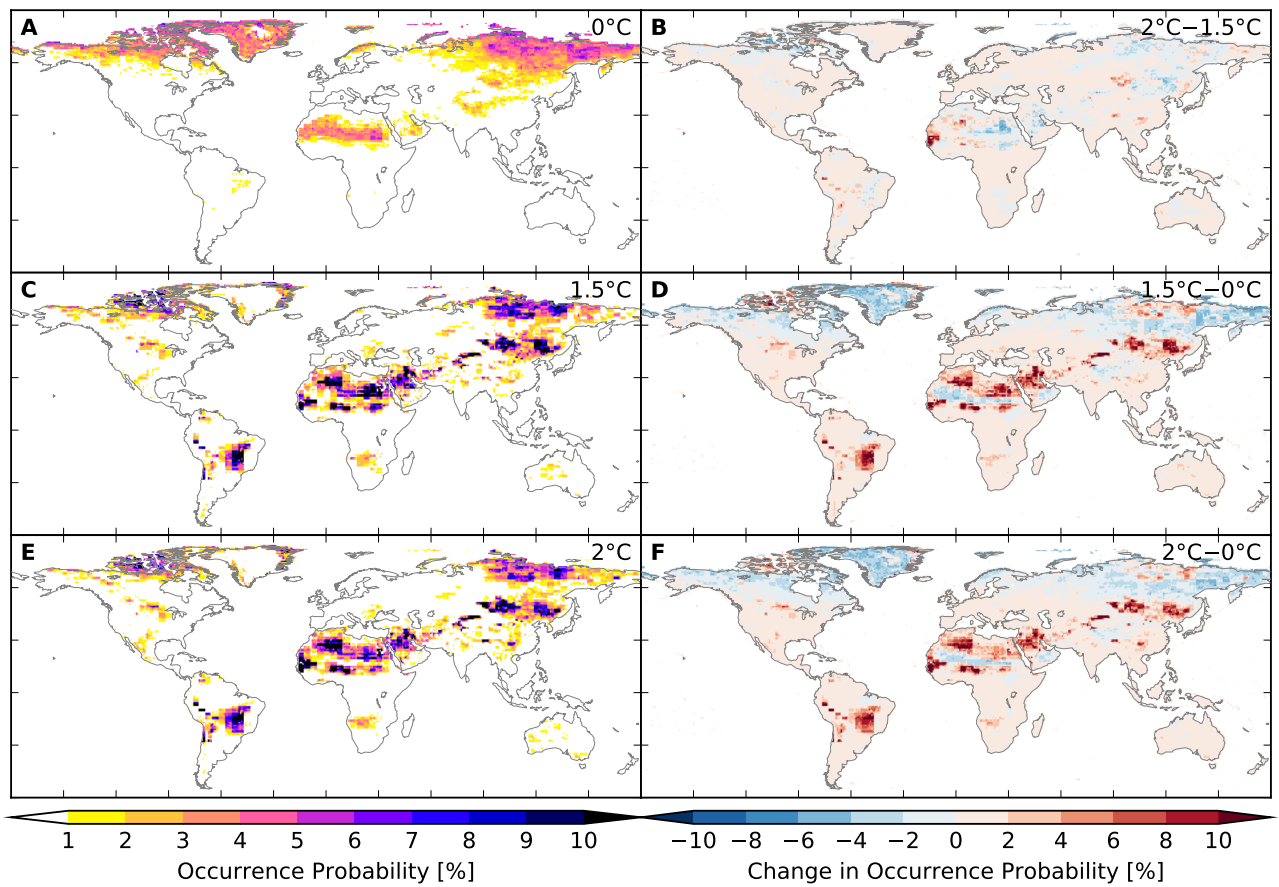 A 0°C
B 2°C−1.5°C
C 1.5°C
D 1.5°C−0°C
E 2°C
F 2°C−0°C
1 2 3 4 5 6 7 8 9 10
Occurrence Probability [%]
−10 −8 −6 −4 −2 0 2 4 6 8 10
Change in Occurrence Probability [%]